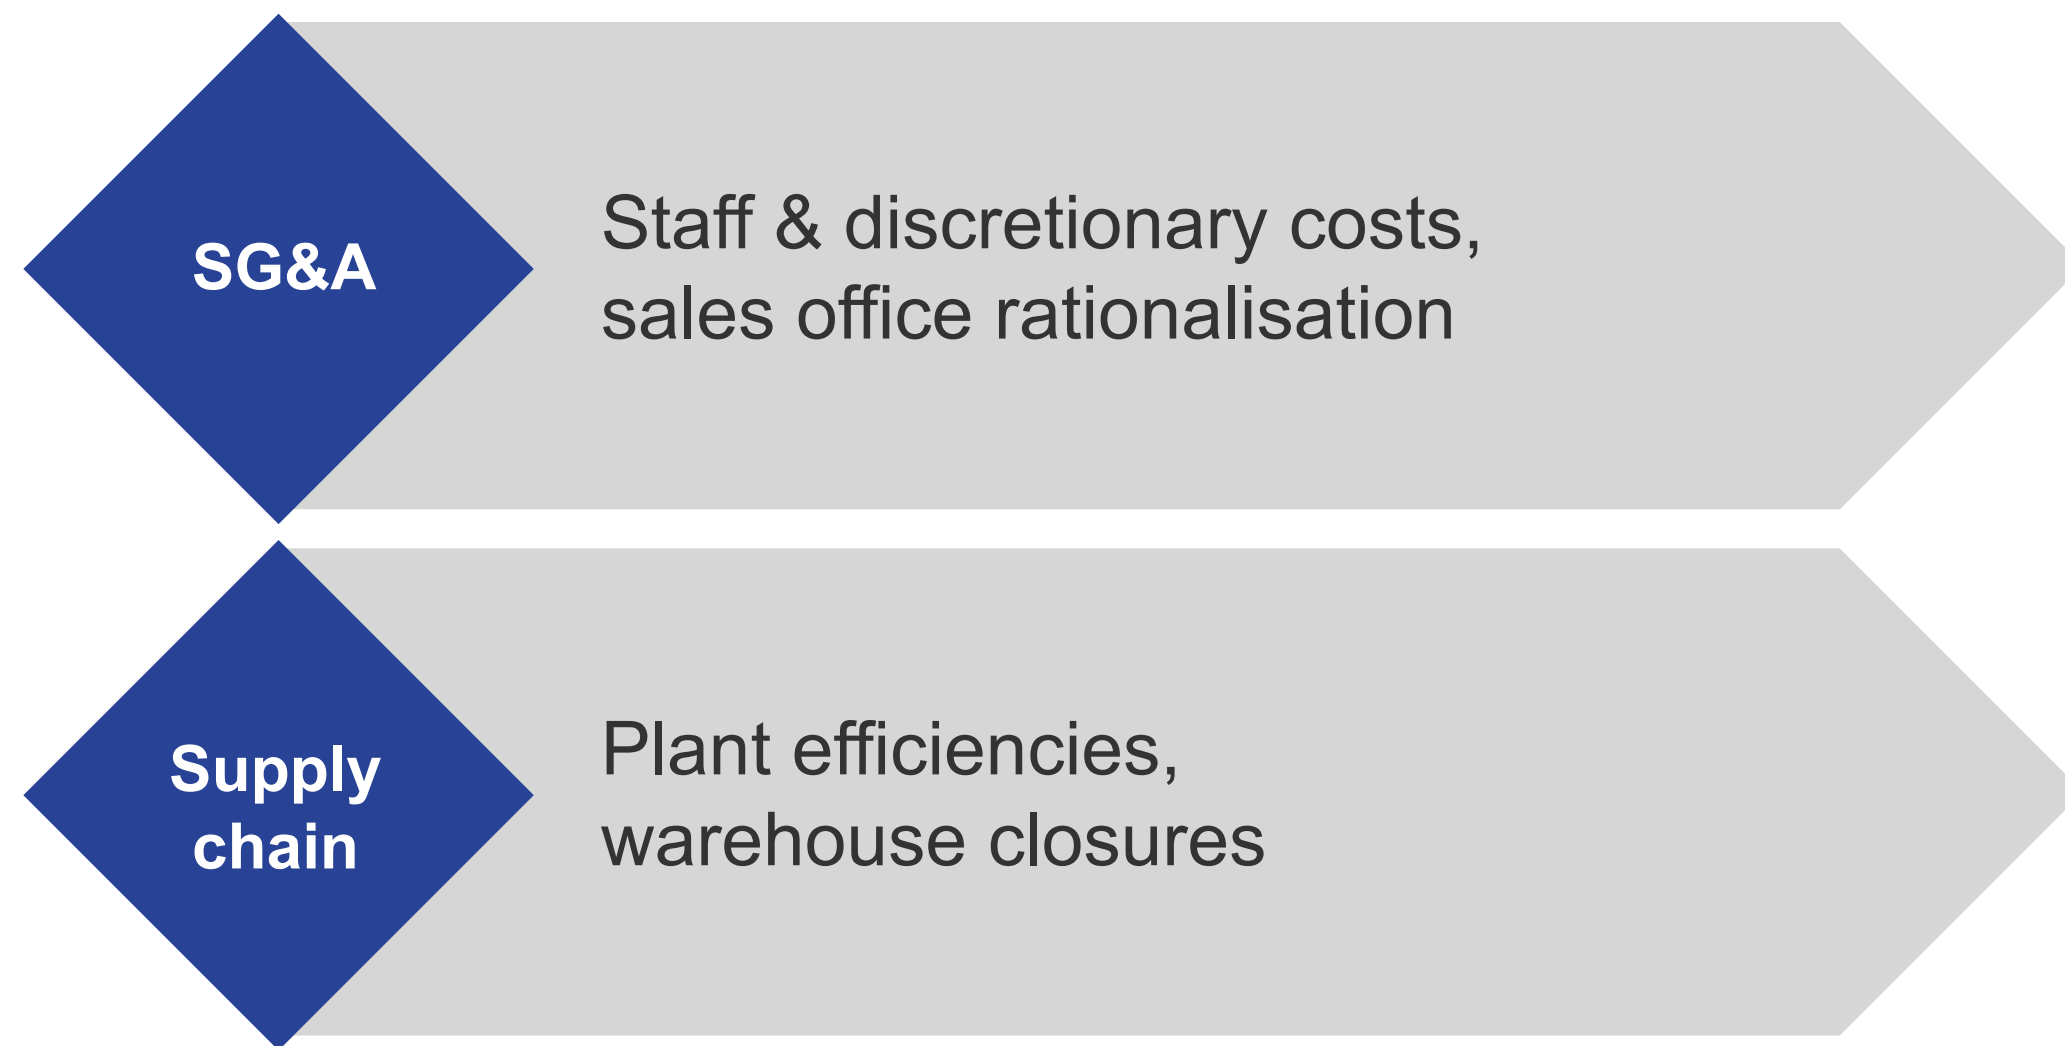 SG&A
Staff & discretionary costs,
sales office rationalisation
Supply
chain
Plant efficiencies,
warehouse closures